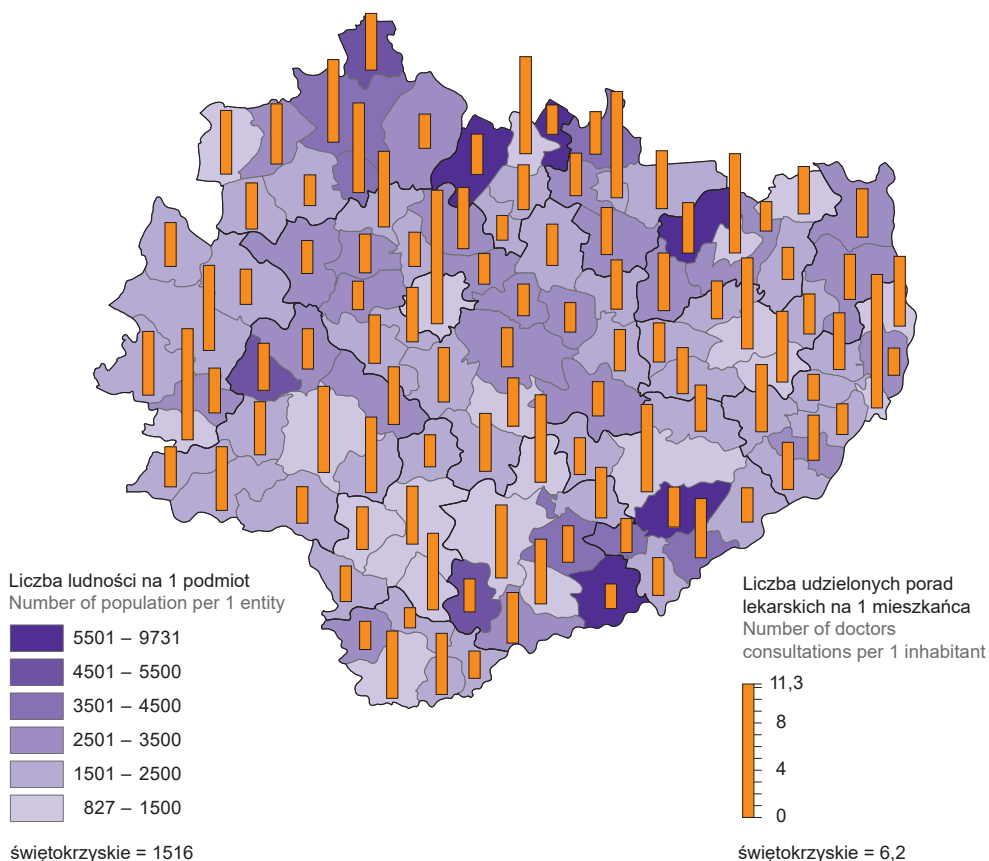 Liczba ludności na 1 podmiot
Number of population per 1 entity
5501 – 9731
4501 – 5500
3501 – 4500
2501 – 3500
1501 – 2500
827 – 1500
świętokrzyskie = 1516
Liczba udzielonych porad
lekarskich na 1 mieszkańca
Number of doctors
consultations per 1 inhabitant
11,3
8
4
0
świętokrzyskie = 6,2